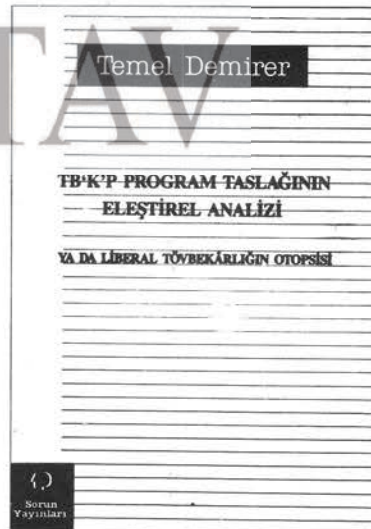 TAV
Temel Demirer
TB'K'P PROGRAM TASLAĞININ
ELEŞTİREL ANALİZİ
YA DA LİBERAL TÖVBEKÂRLIĞIN OTOPSİSİ
Sorun
Yayınları